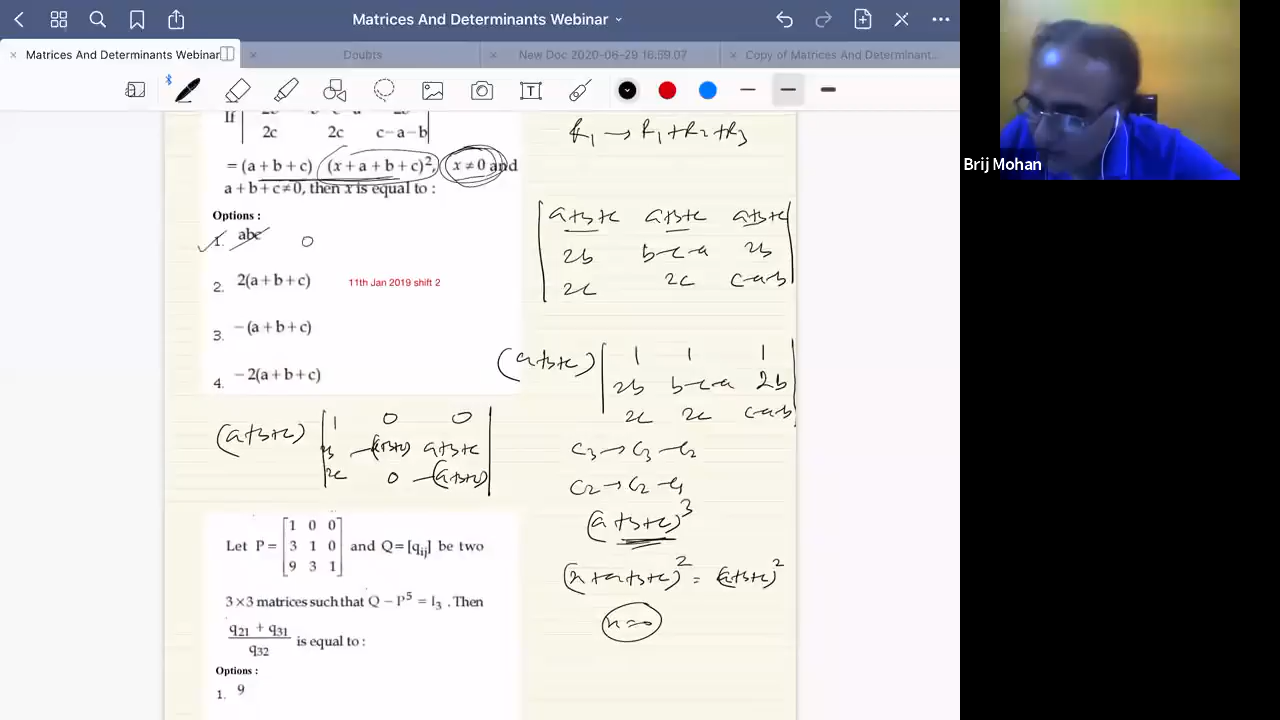 Matrices And Determinants Webinar
Matrices And Determinants Webinar
Doubts
New Doc 2020-06-29 16.59.07
Copy of Matrices And Determinant...
If
2c 2c c−a−b
= (a+b+c) (x+a+b+c)², x≠0 and
a+b+c≠0, then x is equal to :
Options :
1. abc 0
2. 2(a+b+c) 11th Jan 2019 shift 2
3. −(a+b+c)
4. −2(a+b+c)
(a+b+c) | 1 0 0
−(a+b+c) a+b+c
2c 0 −(a+b+c) |
Let P = [1 0 0
3 1 0
9 3 1] and Q=[qij] be two
3×3 matrices such that Q − P⁵ = I₃ . Then
q21 + q31
q32
is equal to :
Options :
1. 9
R1 → R1+R2+R3
| a+b+c a+b+c a+b+c
2b b-c-a 2b
2c 2c c-a-b |
(a+b+c) | 1 1 1
2b b-c-a 2b
2c 2c c-a-b |
C3 → C3 - C2
C2 → C2 - C1
(a+b+c)³
(x+a+b+c)² = (a+b+c)²
x=0
Brij Mohan